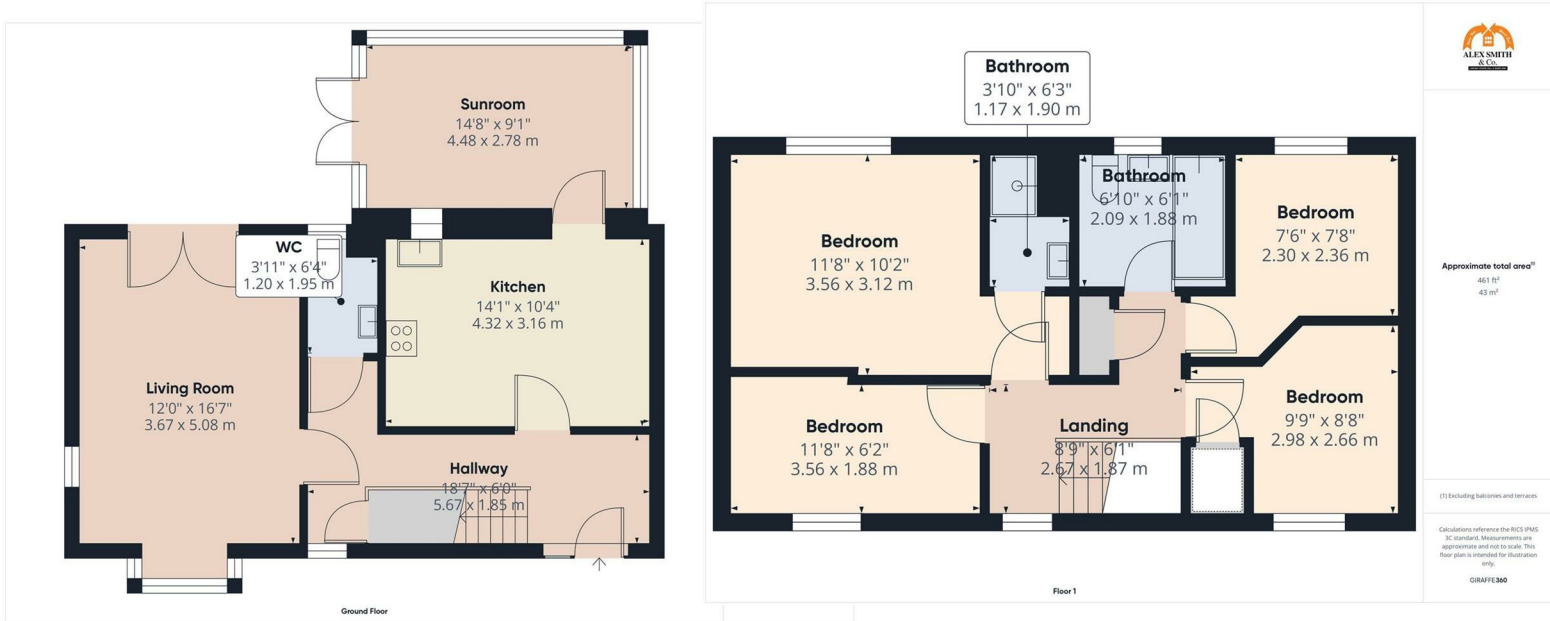 Sunroom
14'8" x 9'1"
4.48 x 2.78 m
WC
3'11" x 6'4"
1.20 x 1.95 m
Kitchen
14'1" x 10'4"
4.32 x 3.16 m
Living Room
12'0" x 16'7"
3.67 x 5.08 m
Hallway
18'7" x 6'0"
5.67 x 1.85 m
Ground Floor
Bathroom
3'10" x 6'3"
1.17 x 1.90 m
Bathroom
6'10" x 6'1"
2.09 x 1.88 m
Bedroom
11'8" x 10'2"
3.56 x 3.12 m
Bedroom
7'6" x 7'8"
2.30 x 2.36 m
Bedroom
11'8" x 6'2"
3.56 x 1.88 m
Landing
8'9" x 6'1"
2.67 x 1.87 m
Bedroom
9'9" x 8'8"
2.98 x 2.66 m
Floor 1
ALEX SMITH
& Co.
Approximate total area(1)
461 ft²
43 m²
(1) Excluding balconies and terraces
Calculations reference the RICS IPMS
3C standard. Measurements are
approximate and not to scale. This
floor plan is intended for illustration
only.
GIRAFFE360